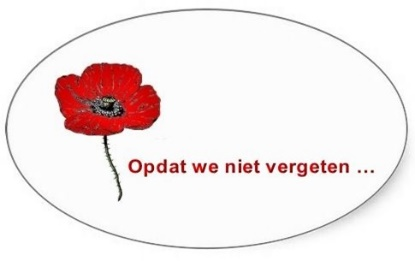 Opdat we niet vergeten ...